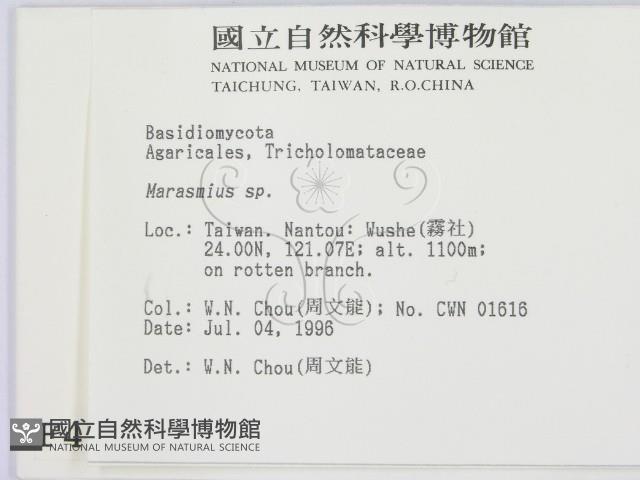 國立自然科學博物館
NATIONAL MUSEUM OF NATURAL SCIENCE
TAICHUNG, TAIWAN, R.O.CHINA
Basidiomycota
Agaricales, Tricholomataceae
Marasmius sp.
Loc.: Taiwan. Nantou: Wushe(霧社)
24.00N, 121.07E; alt. 1100m;
on rotten branch.
Col.: W.N. Chou(周文能); No. CWN 01616
Date: Jul. 04, 1996
Det.: W.N. Chou(周文能)
國立自然科學博物館
NATIONAL MUSEUM OF NATURAL SCIENCE